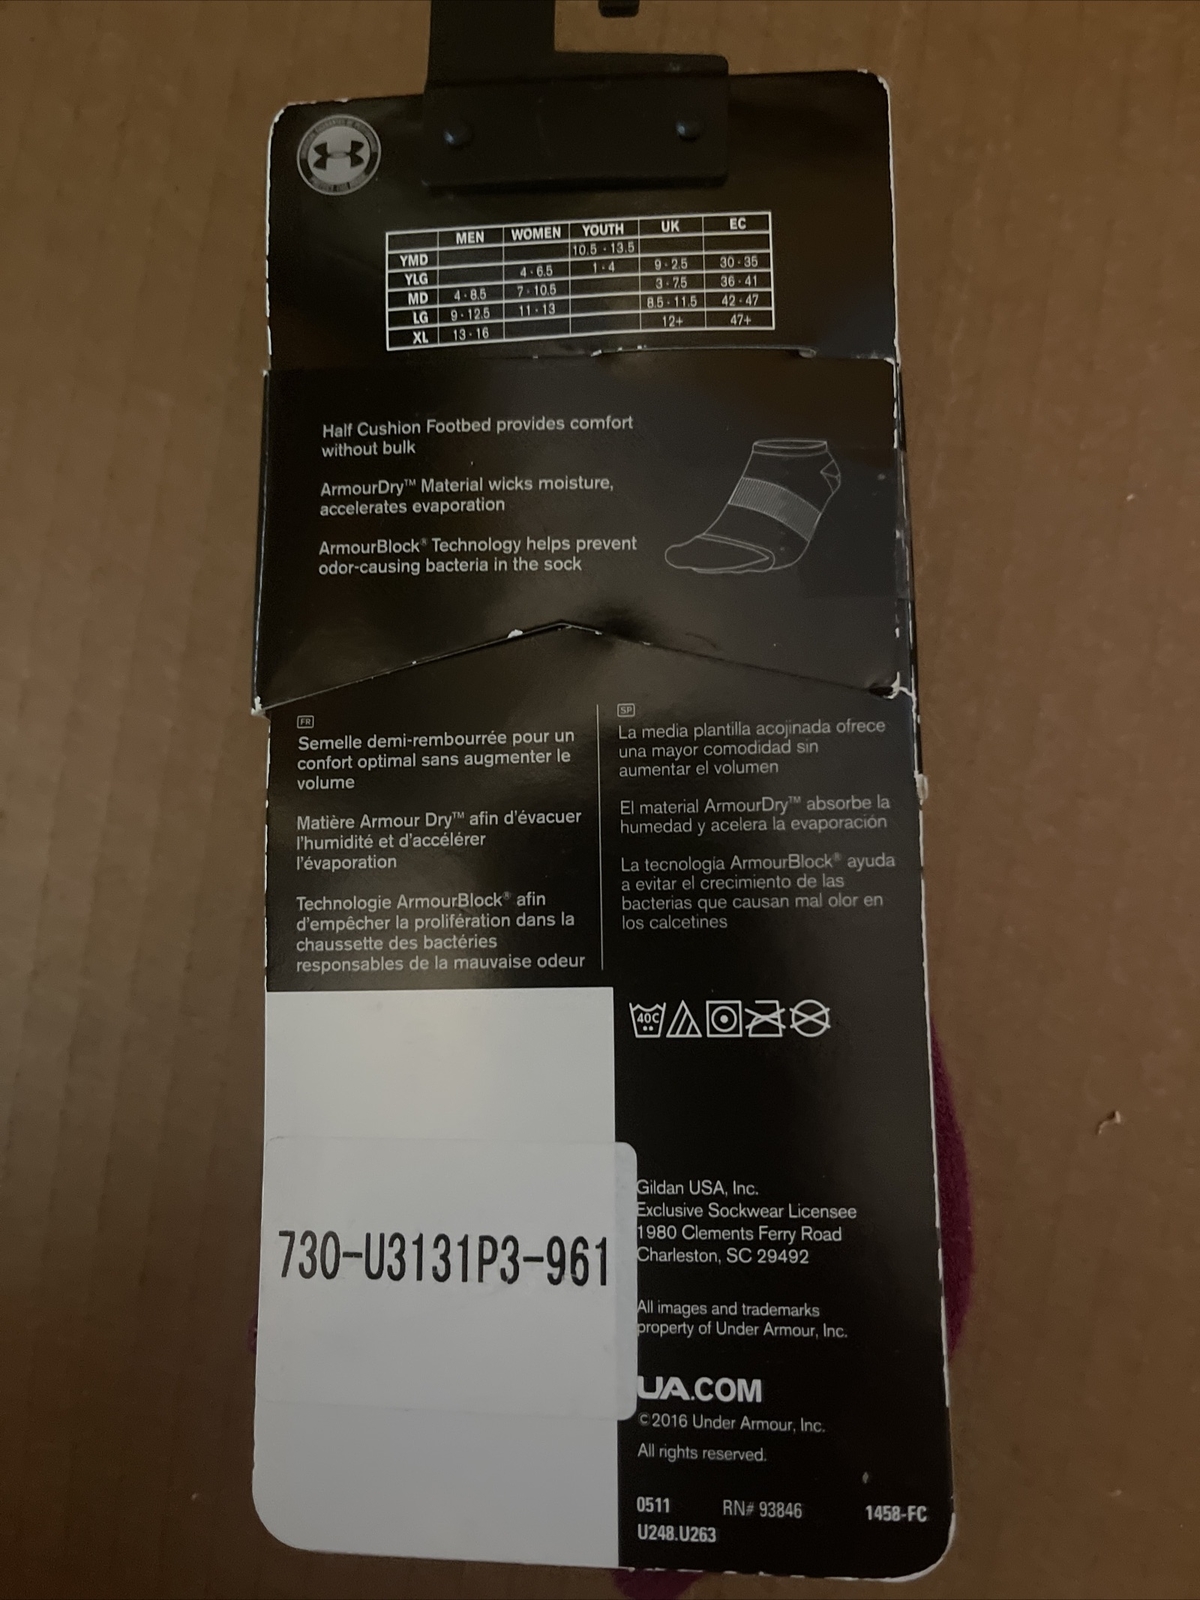 MEN WOMEN YOUTH UK EC
YMD 10.5 - 13.5
YLG 4 - 6.5 1 - 4 9 - 2.5 30 - 35
MD 4 - 8.5 7 - 10.5 3 - 7.5 36 - 41
LG 9 - 12.5 11 - 13 8.5 - 11.5 42 - 47
XL 13 - 16 12+ 47+
Half Cushion Footbed provides comfort
without bulk
ArmourDry™ Material wicks moisture,
accelerates evaporation
ArmourBlock® Technology helps prevent
odor-causing bacteria in the sock
FR
Semelle demi-rembourrée pour un
confort optimal sans augmenter le
volume
Matière Armour Dry™ afin d'évacuer
l'humidité et d'accélérer
l'évaporation
Technologie ArmourBlock® afin
d'empêcher la prolifération dans la
chaussette des bactéries
responsables de la mauvaise odeur
SP
La media plantilla acojinada ofrece
una mayor comodidad sin
aumentar el volumen
El material ArmourDry™ absorbe la
humedad y acelera la evaporación
La tecnología ArmourBlock® ayuda
a evitar el crecimiento de las
bacterias que causan mal olor en
los calcetines
40C
730-U3131P3-961
Gildan USA, Inc.
Exclusive Sockwear Licensee
1980 Clements Ferry Road
Charleston, SC 29492
All images and trademarks
property of Under Armour, Inc.
UA.COM
©2016 Under Armour, Inc.
All rights reserved.
0511 RN# 93846 1458-FC
U248.U263